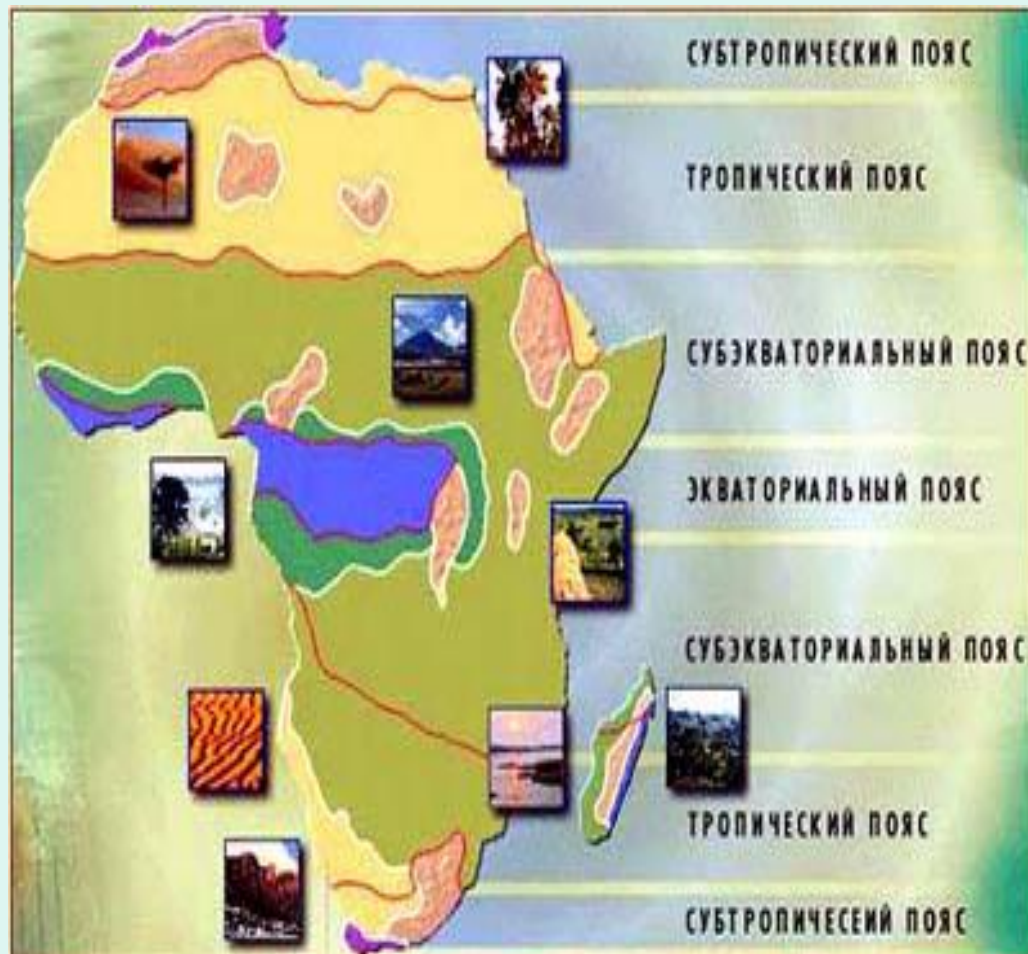 СУБТРОПИЧЕСКИЙ ПОЯС
ТРОПИЧЕСКИЙ ПОЯС
СУБЭКВАТОРИАЛЬНЫЙ ПОЯС
ЭКВАТОРИАЛЬНЫЙ ПОЯС
СУБЭКВАТОРИАЛЬНЫЙ ПОЯС
ТРОПИЧЕСКИЙ ПОЯС
СУБТРОПИЧЕСЕИЙ ПОЯС